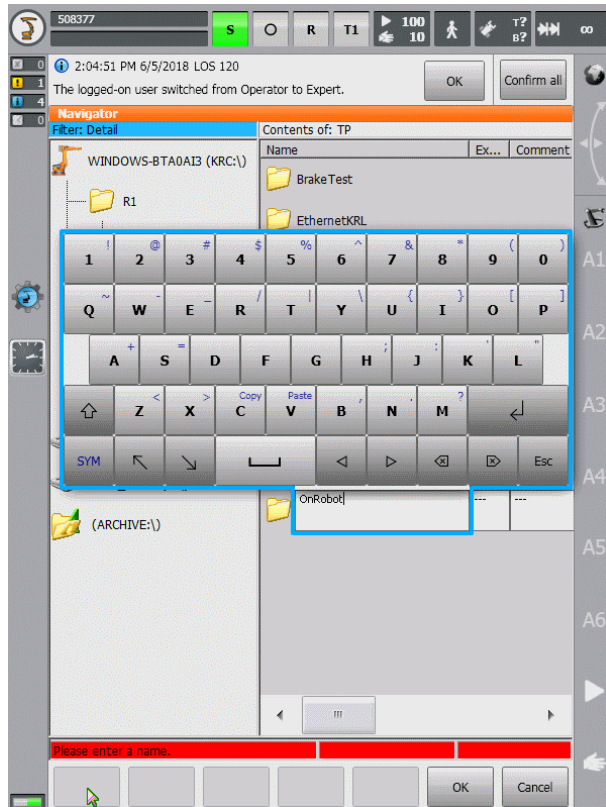 508377
S O R T1 100 10 T? B? ∞
0 2:04:51 PM 6/5/2018 LOS 120
1 The logged-on user switched from Operator to Expert. OK Confirm all
4
0
Navigator
Filter: Detail Contents of: TP
Name Ex... Comment
WINDOWS-BTA0AI3 (KRC:\)
BrakeTest
R1
EthernetKRL
! @ # $ % ^ & * ( )
1 2 3 4 5 6 7 8 9 0
~ - _ / | \ { } [ ]
Q W E R T Y U I O P
+ = ; : ' "
A S D F G H J K L
< > Copy Paste , . ?
Z X C V B N M
SYM Esc
OnRobot --- ---
(ARCHIVE:\)
A1
A2
A3
A4
A5
A6
Please enter a name.
OK Cancel